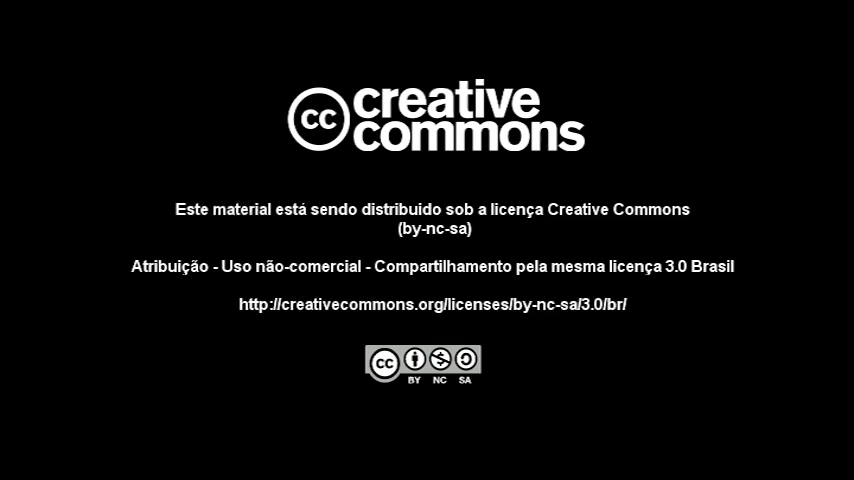 cc creative
commons
Este material está sendo distribuido sob a licença Creative Commons
(by-nc-sa)
Atribuição - Uso não-comercial - Compartilhamento pela mesma licença 3.0 Brasil
http://creativecommons.org/licenses/by-nc-sa/3.0/br/
cc
BY NC SA